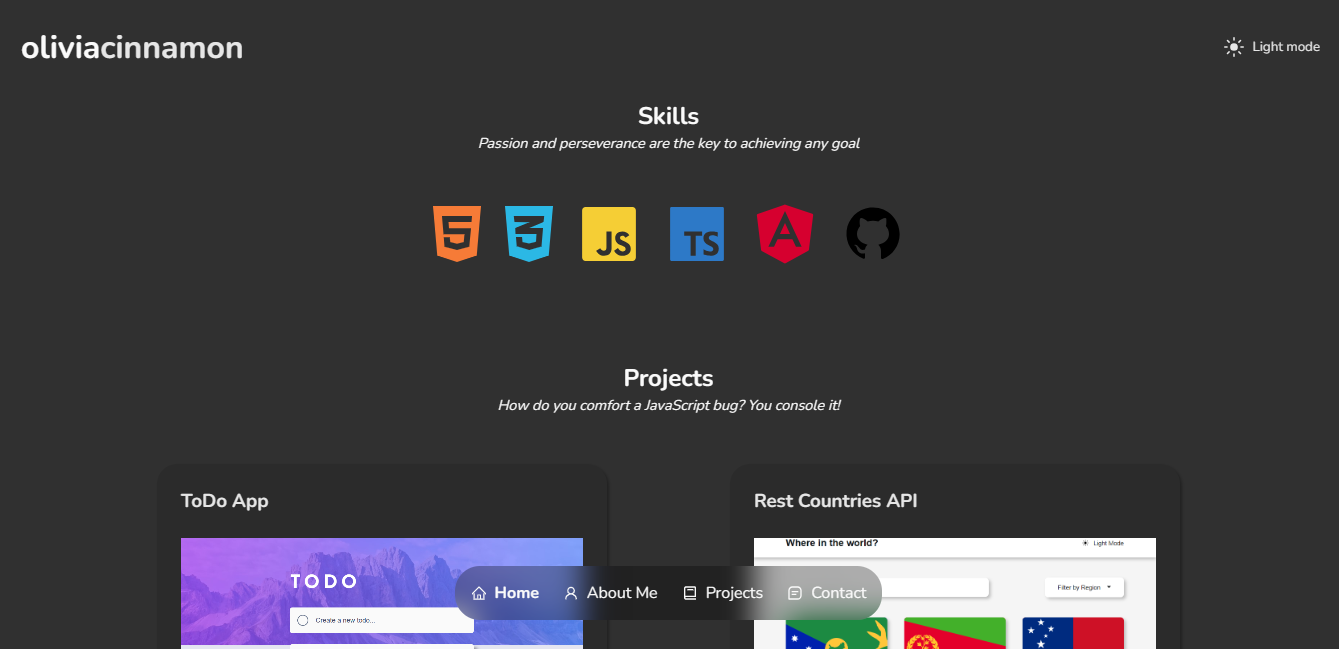 oliviacinnamon
Light mode
Skills
Passion and perseverance are the key to achieving any goal
5 3 JS TS A
Projects
How do you comfort a JavaScript bug? You console it!
ToDo App
Rest Countries API
TODO
Create a new todo...
Where in the world?
Light Mode
Filter by Region
Home About Me Projects Contact